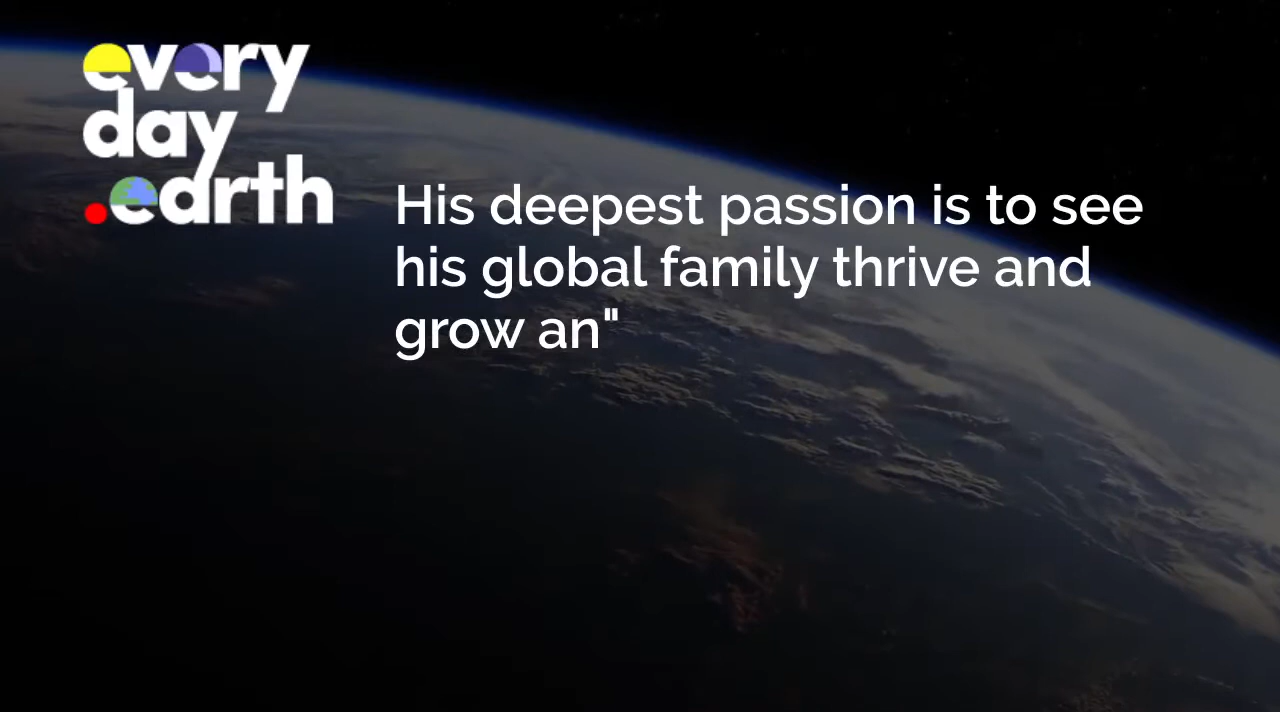 every
day
.earth
His deepest passion is to see
his global family thrive and
grow an"